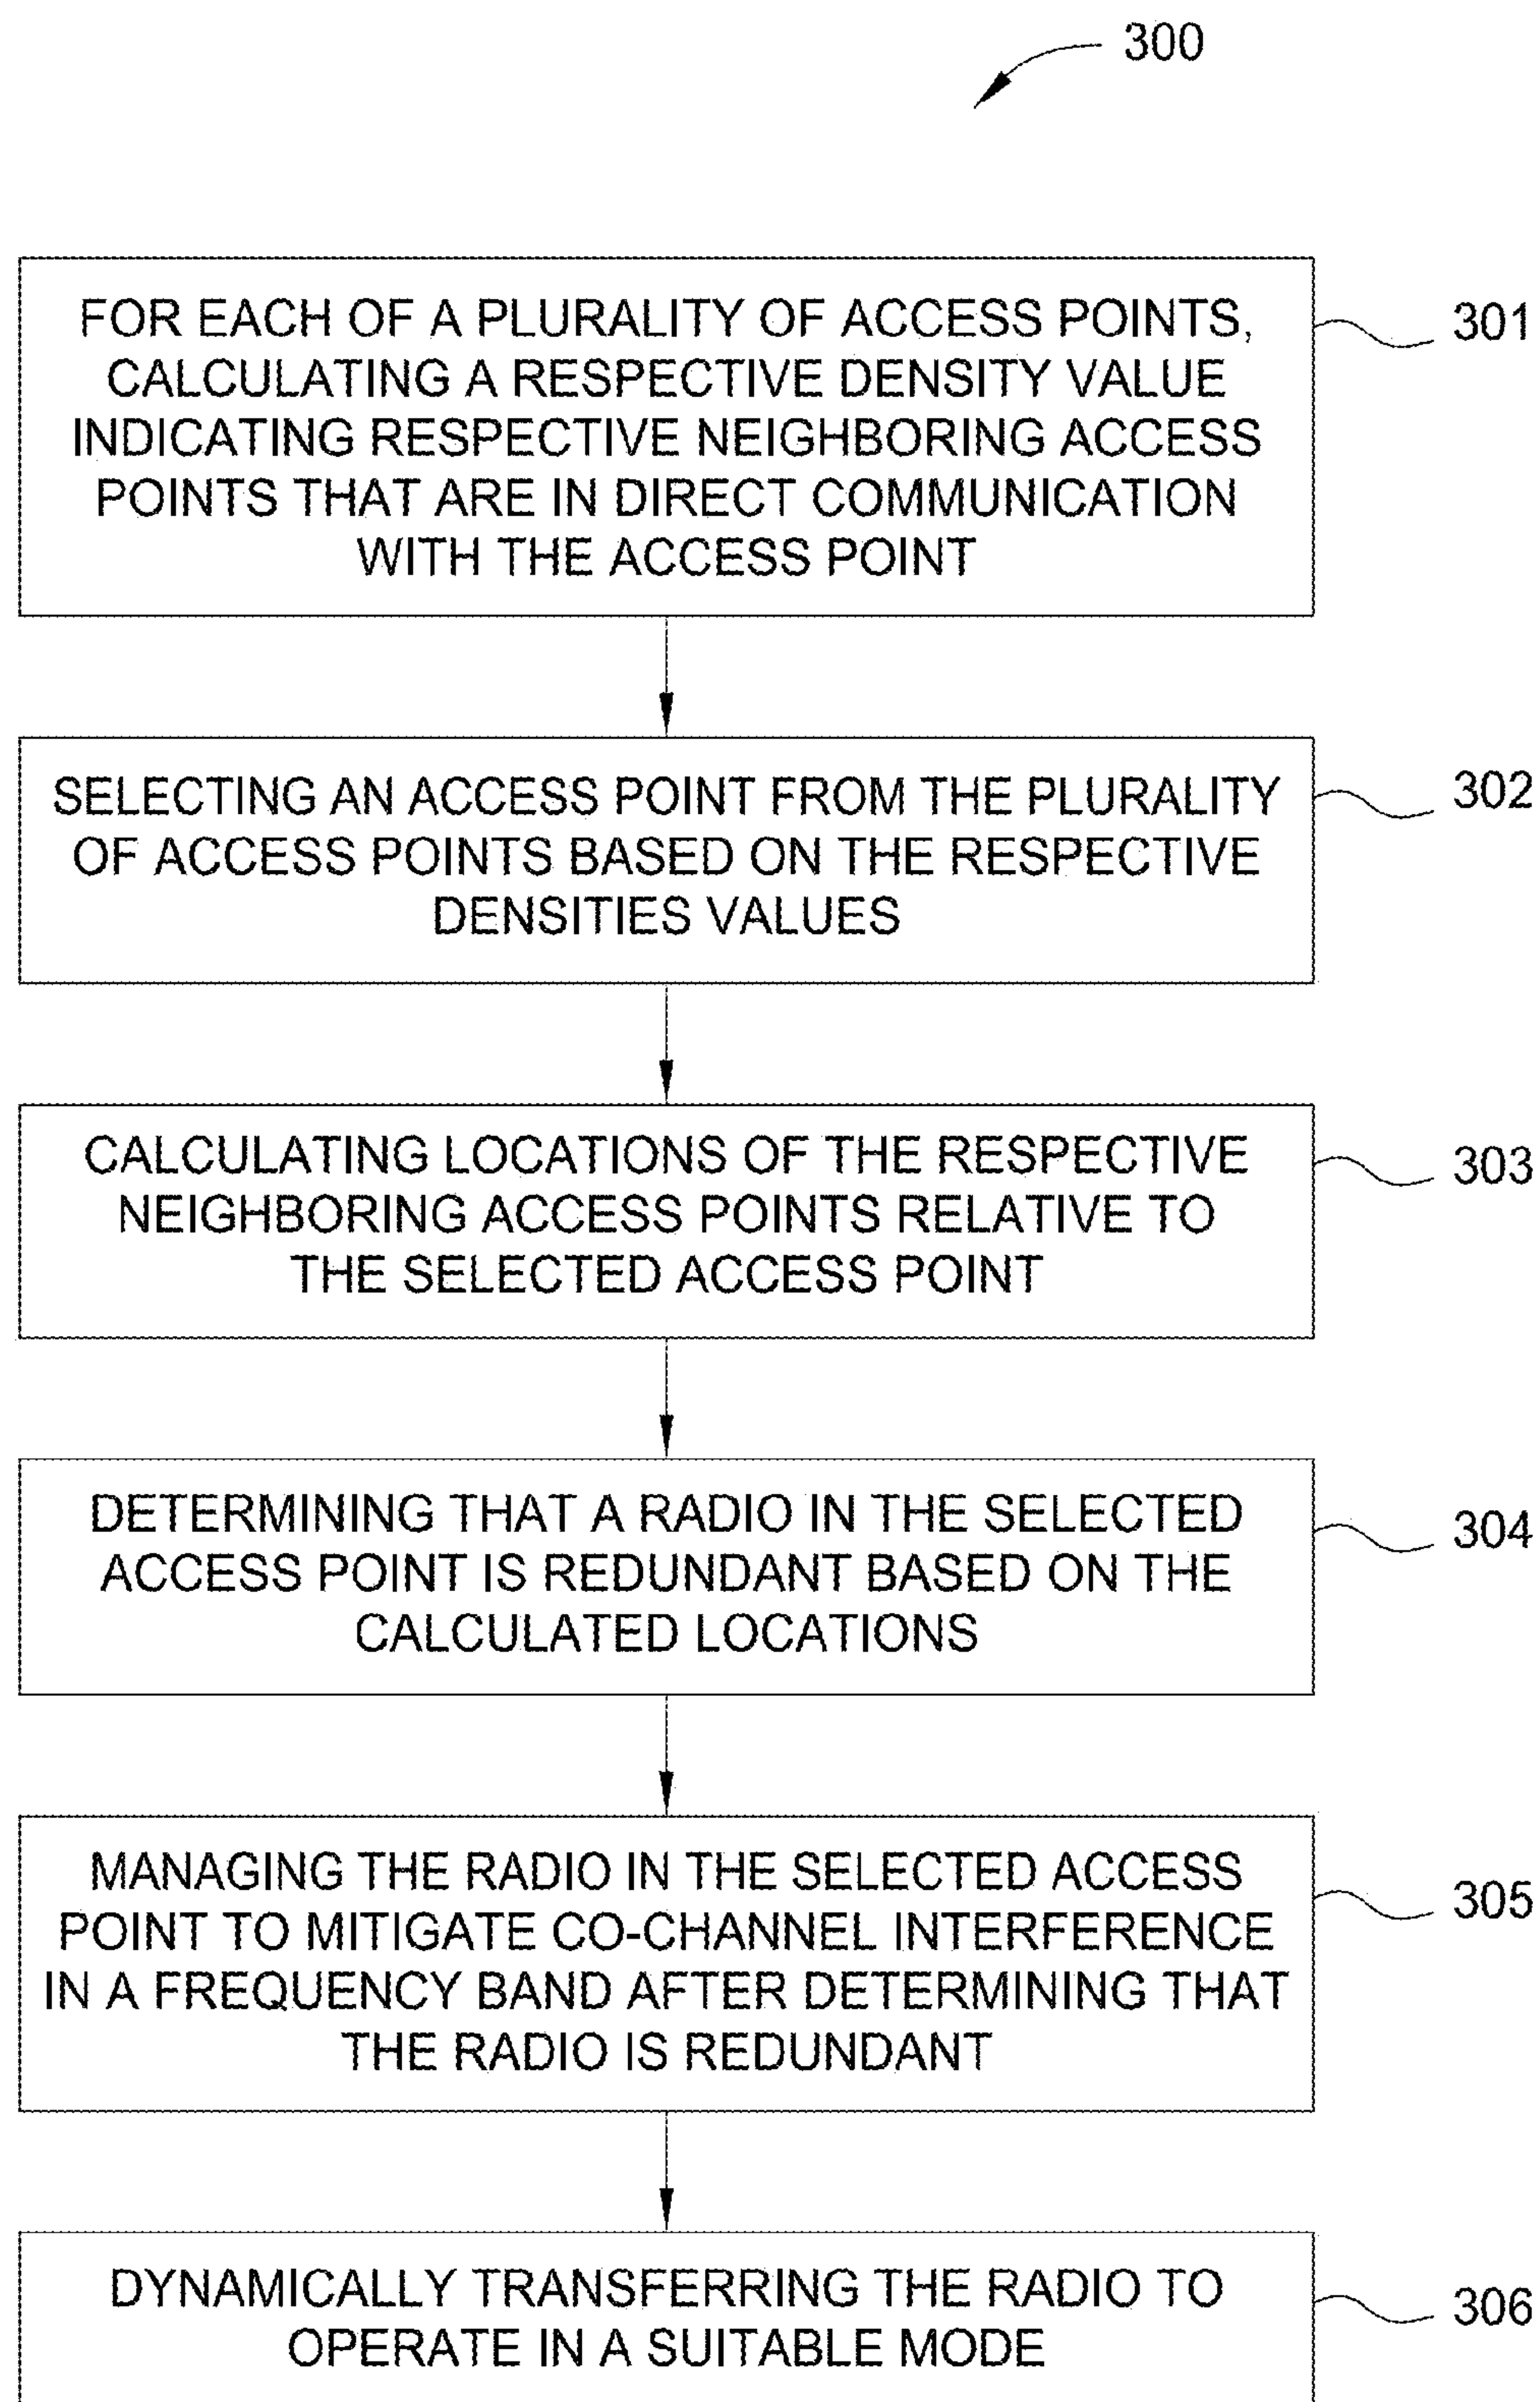 300
FOR EACH OF A PLURALITY OF ACCESS POINTS,
CALCULATING A RESPECTIVE DENSITY VALUE
INDICATING RESPECTIVE NEIGHBORING ACCESS
POINTS THAT ARE IN DIRECT COMMUNICATION
WITH THE ACCESS POINT
301
SELECTING AN ACCESS POINT FROM THE PLURALITY
OF ACCESS POINTS BASED ON THE RESPECTIVE
DENSITIES VALUES
302
CALCULATING LOCATIONS OF THE RESPECTIVE
NEIGHBORING ACCESS POINTS RELATIVE TO
THE SELECTED ACCESS POINT
303
DETERMINING THAT A RADIO IN THE SELECTED
ACCESS POINT IS REDUNDANT BASED ON THE
CALCULATED LOCATIONS
304
MANAGING THE RADIO IN THE SELECTED ACCESS
POINT TO MITIGATE CO-CHANNEL INTERFERENCE
IN A FREQUENCY BAND AFTER DETERMINING THAT
THE RADIO IS REDUNDANT
305
DYNAMICALLY TRANSFERRING THE RADIO TO
OPERATE IN A SUITABLE MODE
306